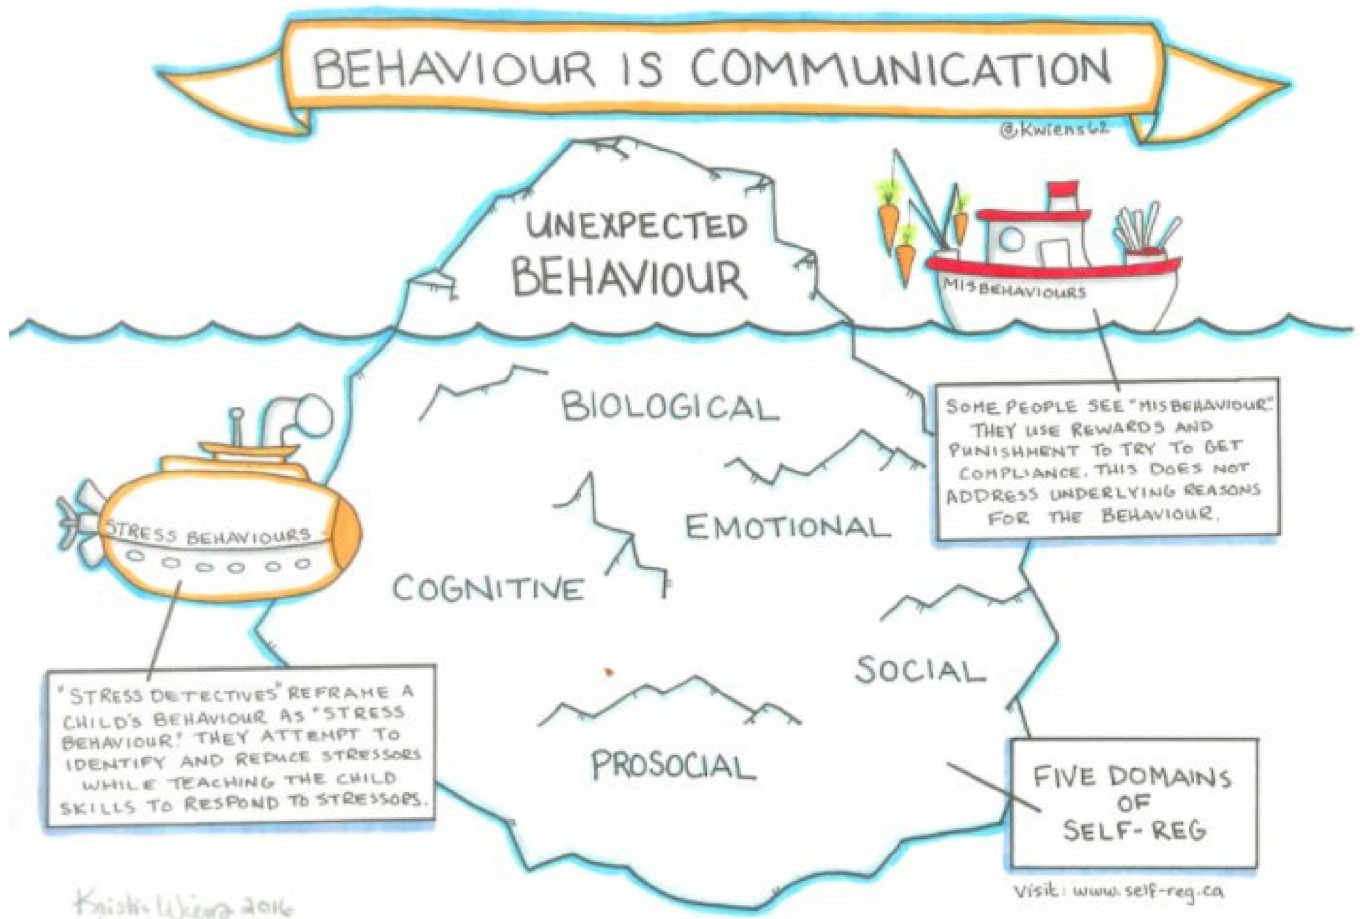 BEHAVIOUR IS COMMUNICATION
@kwiens62
UNEXPECTED
BEHAVIOUR
MISBEHAVIOURS
BIOLOGICAL
SOME PEOPLE SEE "MISBEHAVIOUR."
THEY USE REWARDS AND
PUNISHMENT TO TRY TO GET
COMPLIANCE. THIS DOES NOT
ADDRESS UNDERLYING REASONS
FOR THE BEHAVIOUR.
EMOTIONAL
STRESS BEHAVIOURS
COGNITIVE
SOCIAL
"STRESS DETECTIVES" REFRAME A
CHILD'S BEHAVIOUR AS "STRESS
BEHAVIOUR." THEY ATTEMPT TO
IDENTIFY AND REDUCE STRESSORS
WHILE TEACHING THE CHILD
SKILLS TO RESPOND TO STRESSORS.
PROSOCIAL
FIVE DOMAINS
OF
SELF-REG
Visit: www.self-reg.ca
Kristin Wiens 2016